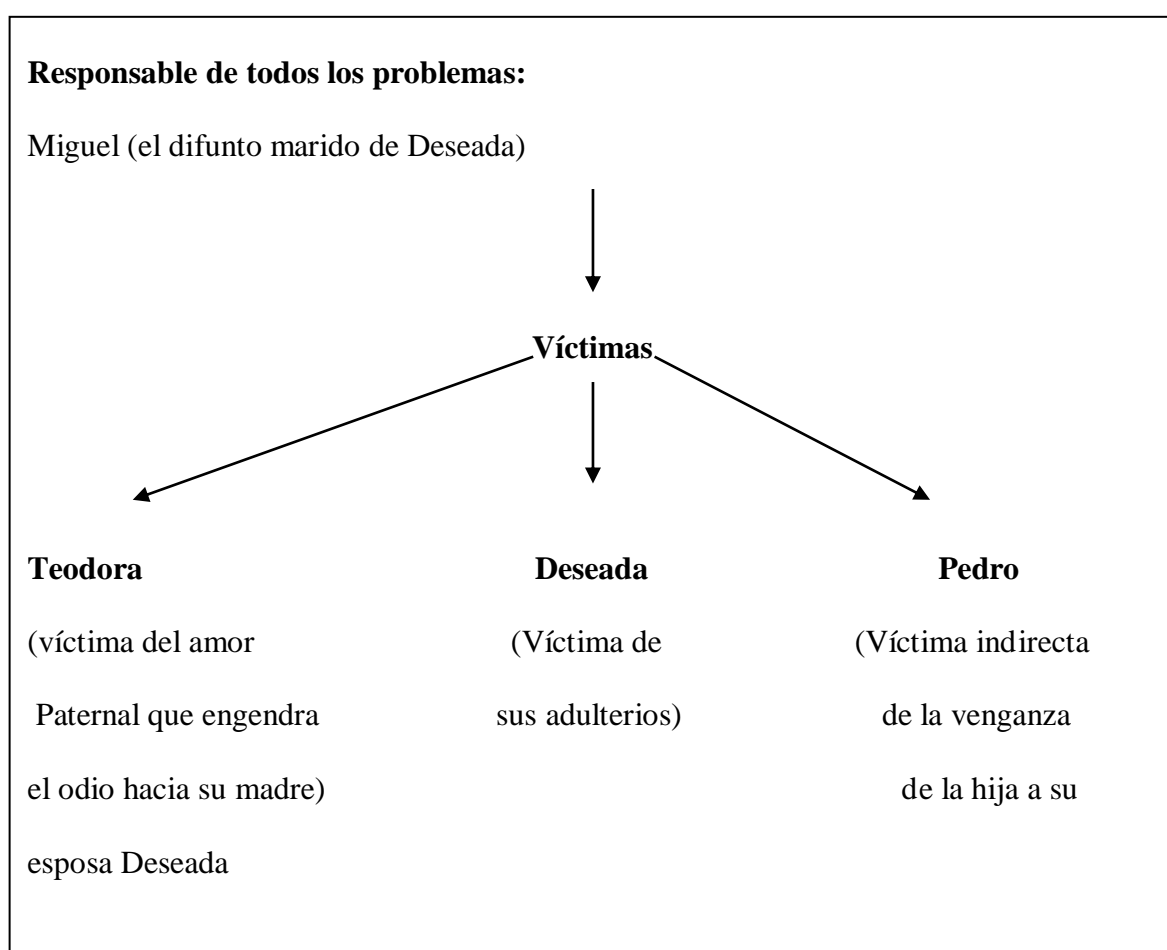 Responsable de todos los problemas:
Miguel (el difunto marido de Deseada)
Víctimas
Teodora Deseada Pedro
(víctima del amor (Víctima de (Víctima indirecta
Paternal que engendra sus adulterios) de la venganza
el odio hacia su madre) de la hija a su
esposa Deseada